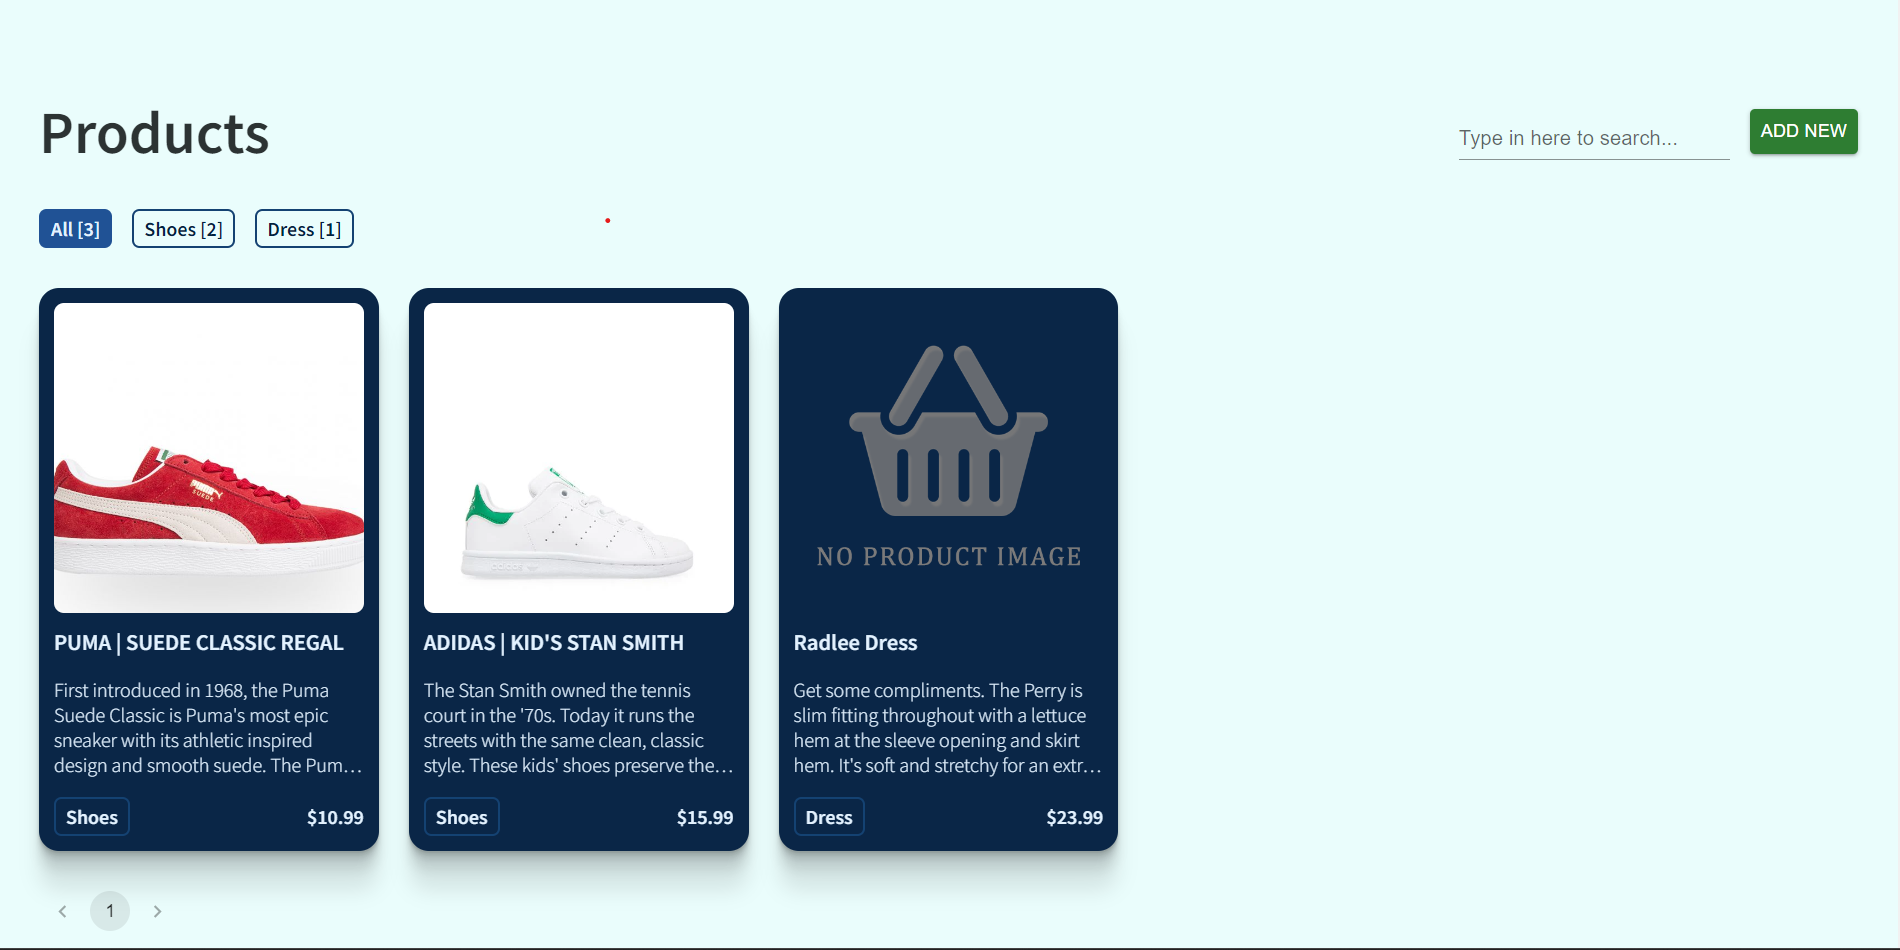 Products
Type in here to search...
ADD NEW
All [3]
Shoes [2]
Dress [1]
PUMA
SUEDE
adidas
NO PRODUCT IMAGE
PUMA | SUEDE CLASSIC REGAL
First introduced in 1968, the Puma
Suede Classic is Puma's most epic
sneaker with its athletic inspired
design and smooth suede. The Pum...
Shoes
$10.99
ADIDAS | KID'S STAN SMITH
The Stan Smith owned the tennis
court in the '70s. Today it runs the
streets with the same clean, classic
style. These kids' shoes preserve the...
Shoes
$15.99
Radlee Dress
Get some compliments. The Perry is
slim fitting throughout with a lettuce
hem at the sleeve opening and skirt
hem. It's soft and stretchy for an extr...
Dress
$23.99
1